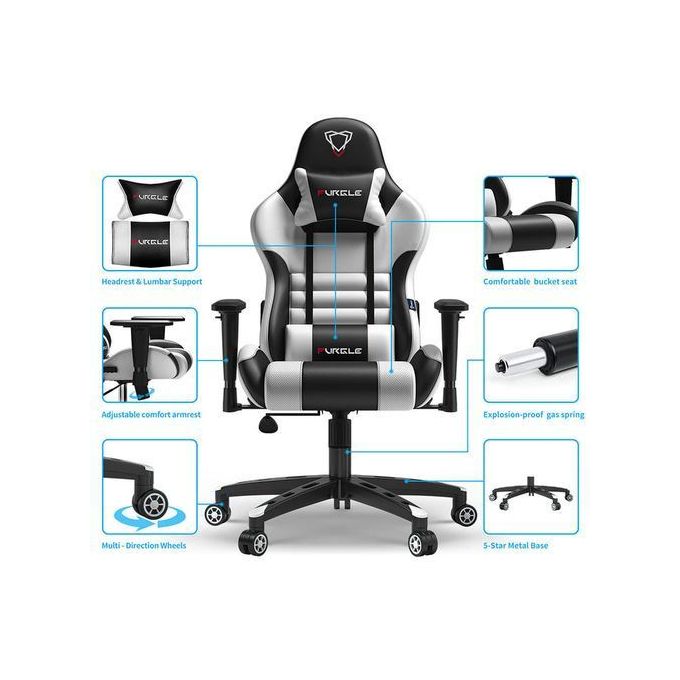 FURGLE
FURGLE
Headrest & Lumbar Support
FURGLE
Comfortable bucket seat
FURGLE
Adjustable comfort armrest
Explosion-proof gas spring
Multi - Direction Wheels
5-Star Metal Base